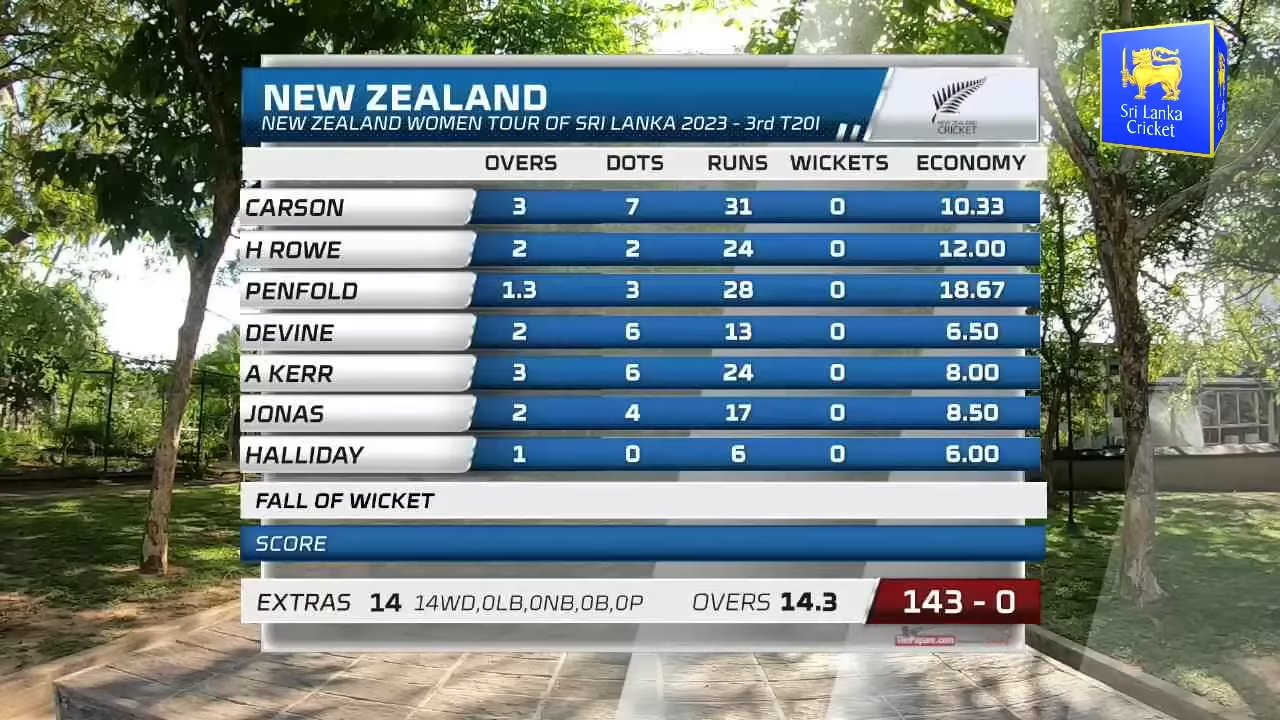 NEW ZEALAND
NEW ZEALAND WOMEN TOUR OF SRI LANKA 2023 - 3rd T20I
NEW ZEALAND
CRICKET
Sri Lanka
Cricket
OVERS DOTS RUNS WICKETS ECONOMY
CARSON 3 7 31 0 10.33
H ROWE 2 2 24 0 12.00
PENFOLD 1.3 3 28 0 18.67
DEVINE 2 6 13 0 6.50
A KERR 3 6 24 0 8.00
JONAS 2 4 17 0 8.50
HALLIDAY 1 0 6 0 6.00
FALL OF WICKET
SCORE
EXTRAS 14 14WD,0LB,0NB,0B,0P OVERS 14.3 143 - 0
ThePapare.com